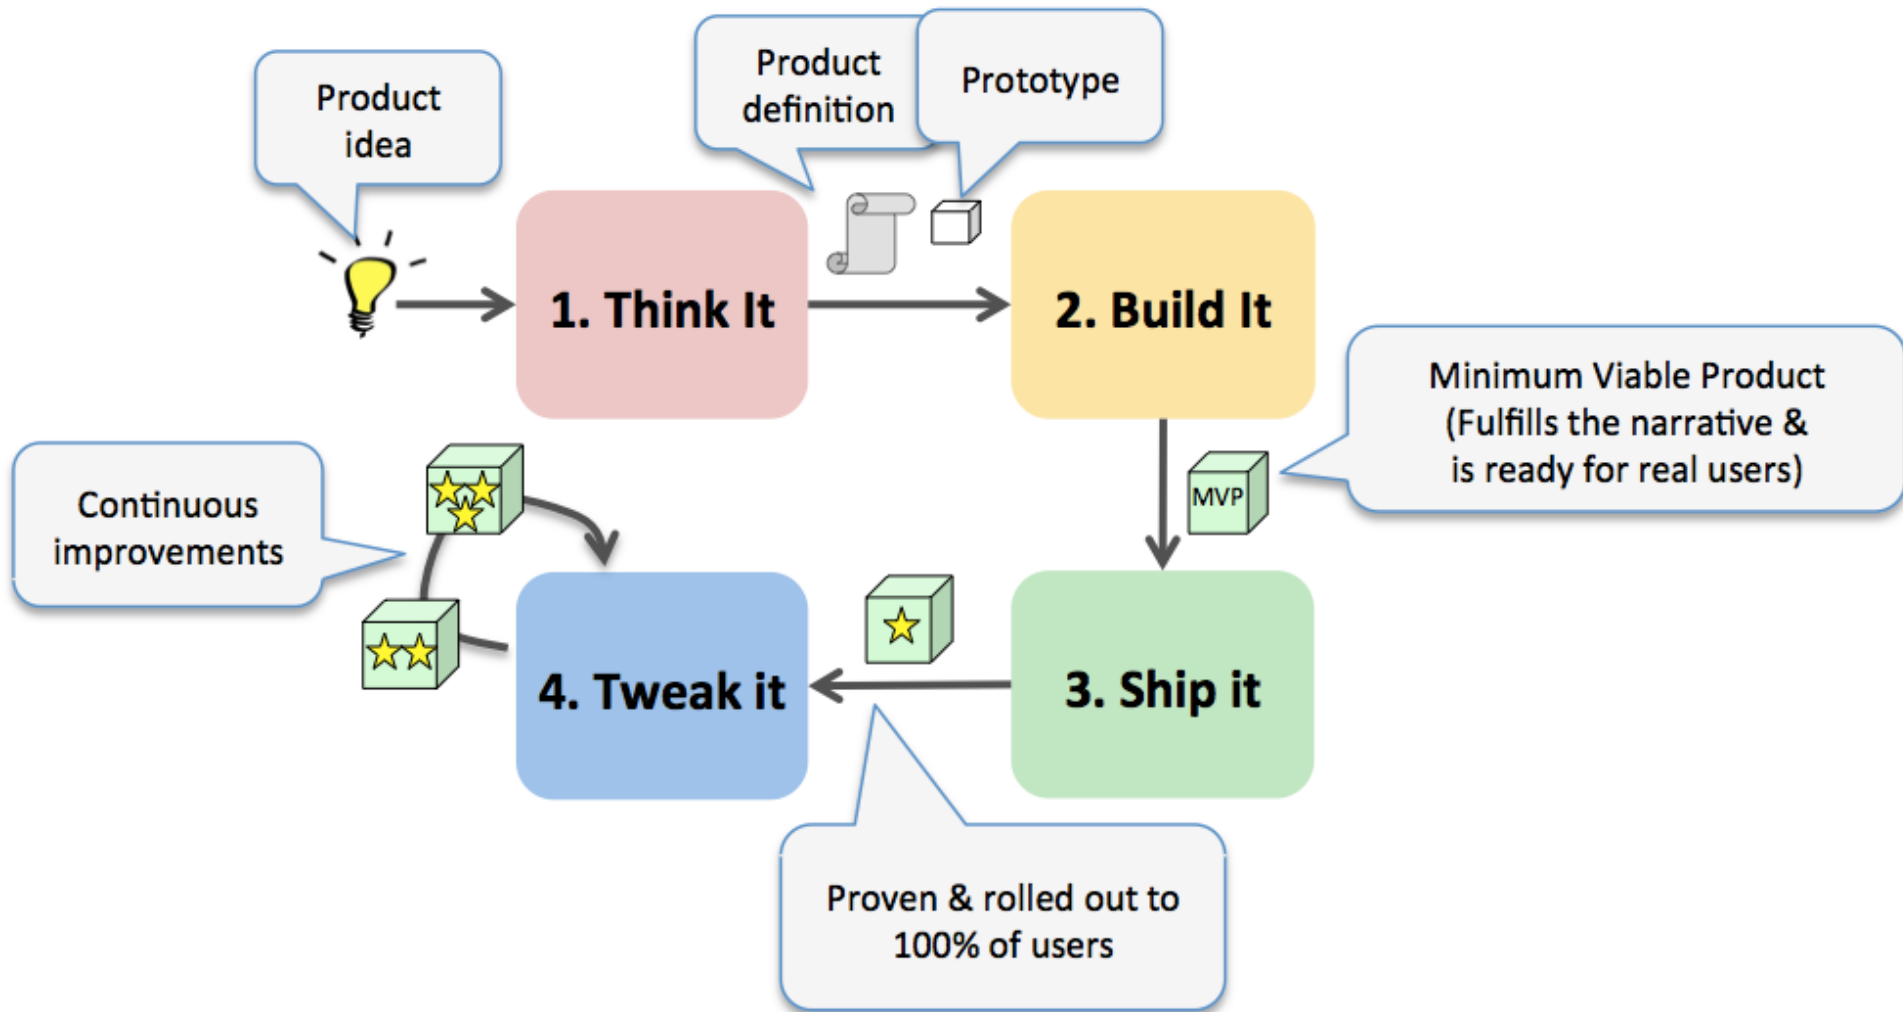 Product
idea
Product
definition
Prototype
1. Think It
2. Build It
Minimum Viable Product
(Fulfills the narrative &
is ready for real users)
MVP
Continuous
improvements
4. Tweak it
3. Ship it
Proven & rolled out to
100% of users